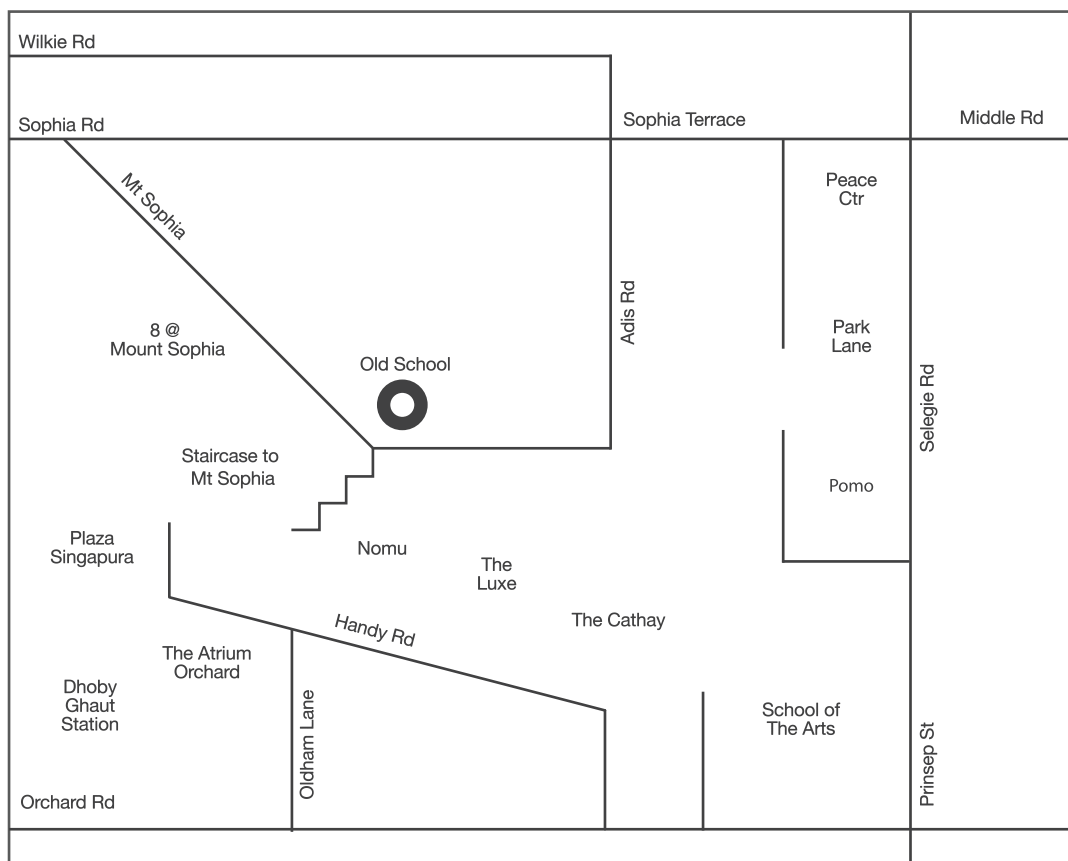 Wilkie Rd
Sophia Terrace
Middle Rd
Sophia Rd
Peace
Ctr
Mt Sophia
Adis Rd
8 @
Mount Sophia
Park
Lane
Old School
Selegie Rd
Staircase to
Mt Sophia
Pomo
Plaza
Singapura
Nomu
The
Luxe
The Cathay
Handy Rd
The Atrium
Orchard
Dhoby
Ghaut
Station
Oldham Lane
School of
The Arts
Prinsep St
Orchard Rd